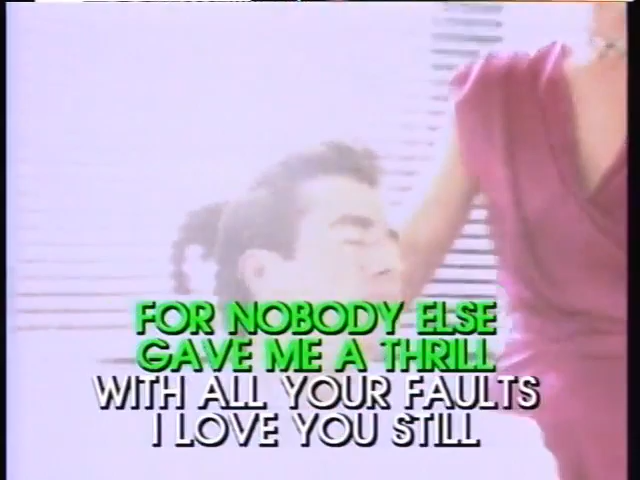 FOR NOBODY ELSE
GAVE ME A THRILL
WITH ALL YOUR FAULTS
I LOVE YOU STILL